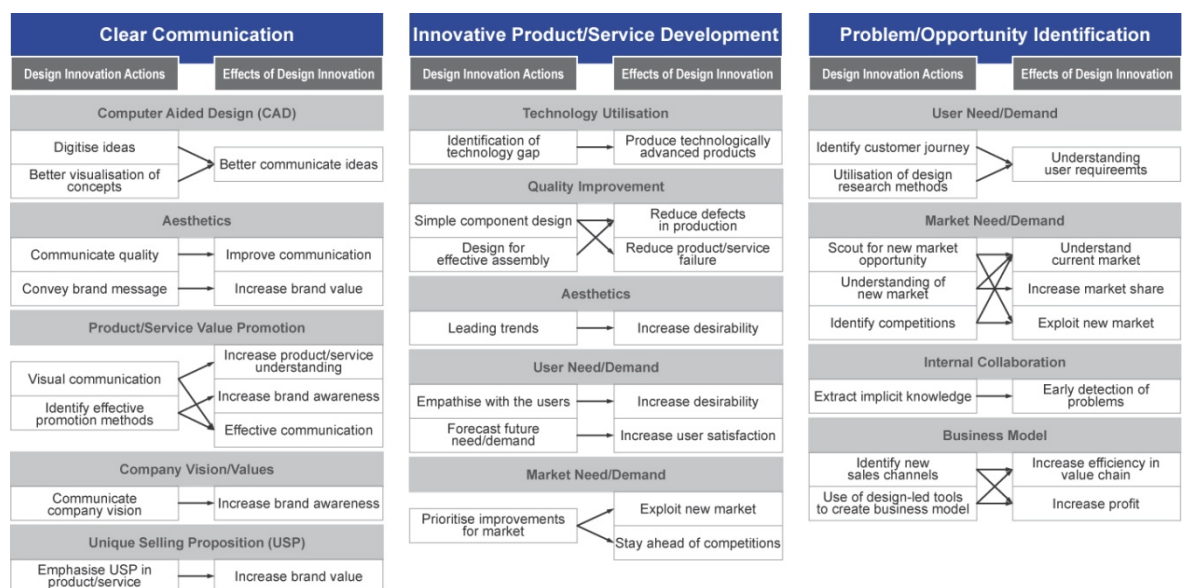 Clear Communication
Design Innovation Actions
Effects of Design Innovation
Computer Aided Design (CAD)
Digitise ideas
Better visualisation of
concepts
Better communicate ideas
Aesthetics
Communicate quality
Improve communication
Convey brand message
Increase brand value
Product/Service Value Promotion
Visual communication
Identify effective
promotion methods
Increase product/service
understanding
Increase brand awareness
Effective communication
Company Vision/Values
Communicate
company vision
Increase brand awareness
Unique Selling Proposition (USP)
Emphasise USP in
product/service
Increase brand value
Innovative Product/Service Development
Design Innovation Actions
Effects of Design Innovation
Technology Utilisation
Identification of
technology gap
Produce technologically
advanced products
Quality Improvement
Simple component design
Design for
effective assembly
Reduce defects
in production
Reduce product/service
failure
Aesthetics
Leading trends
Increase desirability
User Need/Demand
Empathise with the users
Increase desirability
Forecast future
need/demand
Increase user satisfaction
Market Need/Demand
Prioritise improvements
for market
Exploit new market
Stay ahead of competitions
Problem/Opportunity Identification
Design Innovation Actions
Effects of Design Innovation
User Need/Demand
Identify customer journey
Utilisation of design
research methods
Understanding
user requireemts
Market Need/Demand
Scout for new market
opportunity
Understanding of
new market
Identify competitions
Understand
current market
Increase market share
Exploit new market
Internal Collaboration
Extract implicit knowledge
Early detection of
problems
Business Model
Identify new
sales channels
Use of design-led tools
to create business model
Increase efficiency in
value chain
Increase profit